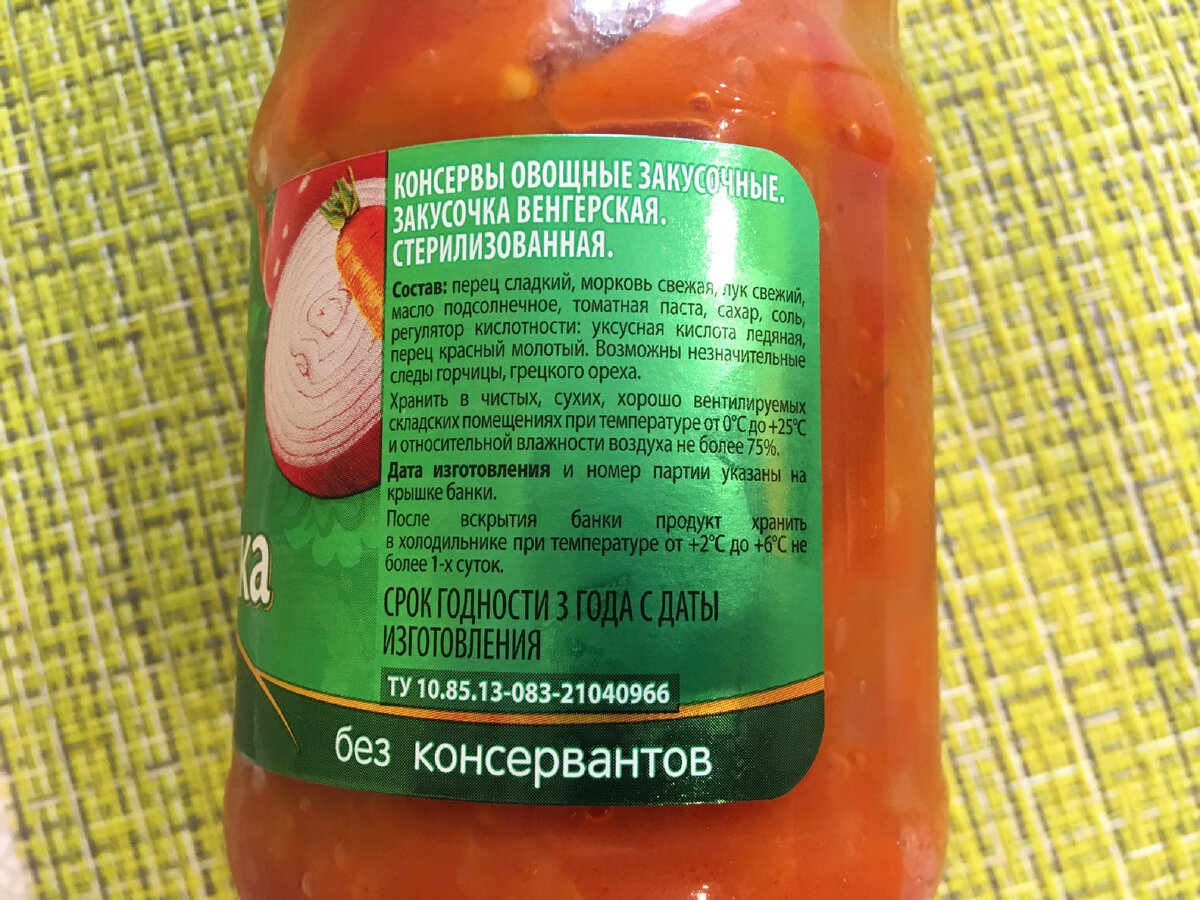 КОНСЕРВЫ ОВОЩНЫЕ ЗАКУСОЧНЫЕ.
ЗАКУСОЧКА ВЕНГЕРСКАЯ.
СТЕРИЛИЗОВАННАЯ.
Состав: перец сладкий, морковь свежая, лук свежий,
масло подсолнечное, томатная паста, сахар, соль,
регулятор кислотности: уксусная кислота ледяная,
перец красный молотый. Возможны незначительные
следы горчицы, грецкого ореха.
Хранить в чистых, сухих, хорошо вентилируемых
складских помещениях при температуре от 0°С до +25°С
и относительной влажности воздуха не более 75%.
Дата изготовления и номер партии указаны на
крышке банки.
После вскрытия банки продукт хранить
в холодильнике при температуре от +2°С до +6°С не
более 1-х суток.
ка
СРОК ГОДНОСТИ 3 ГОДА С ДАТЫ
ИЗГОТОВЛЕНИЯ
ТУ 10.85.13-083-21040966
без консервантов